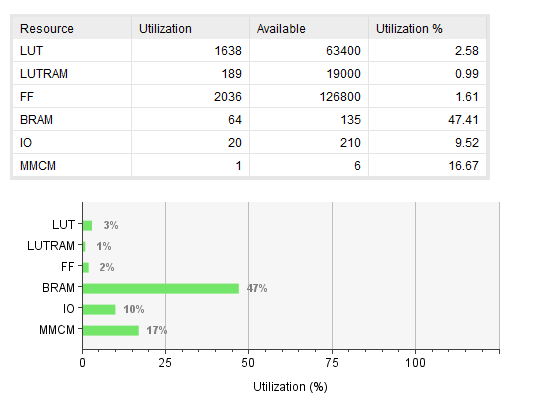 Resource Utilization Available Utilization %
LUT 1638 63400 2.58
LUTRAM 189 19000 0.99
FF 2036 126800 1.61
BRAM 64 135 47.41
IO 20 210 9.52
MMCM 1 6 16.67
LUT 3%
LUTRAM 1%
FF 2%
BRAM 47%
IO 10%
MMCM 17%
0 25 50 75 100
Utilization (%)